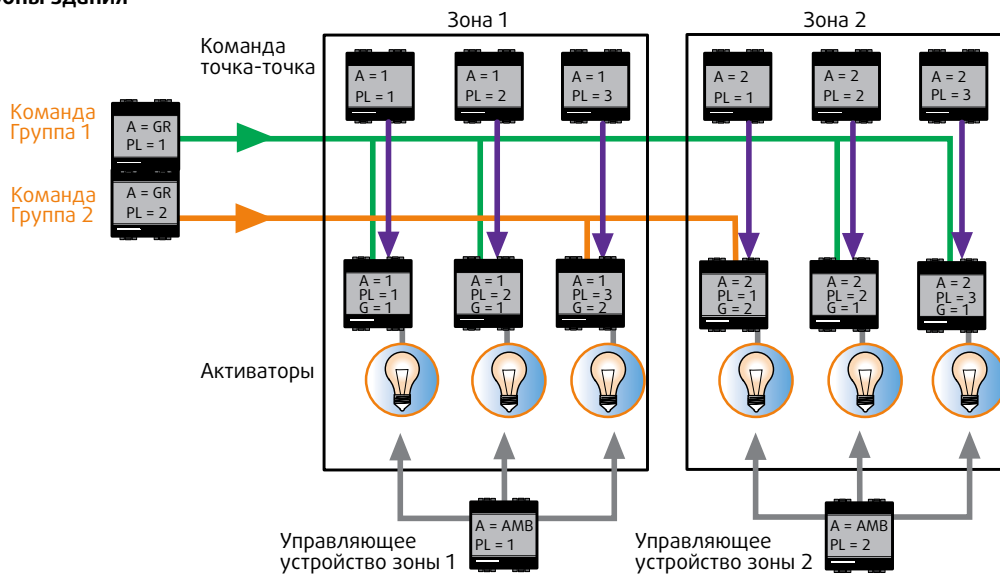 Зона 1
Зона 2
Команда
точка-точка
A = 1
PL = 1
A = 1
PL = 2
A = 1
PL = 3
A = 2
PL = 1
A = 2
PL = 2
A = 2
PL = 3
Команда
Группа 1
A = GR
PL = 1
Команда
Группа 2
A = GR
PL = 2
A = 1
PL = 1
G = 1
A = 1
PL = 2
G = 1
A = 1
PL = 3
G = 2
A = 2
PL = 1
G = 2
A = 2
PL = 2
G = 1
A = 2
PL = 3
G = 1
Активаторы
Управляющее
устройство зоны 1
A = AMB
PL = 1
Управляющее
устройство зоны 2
A = AMB
PL = 2